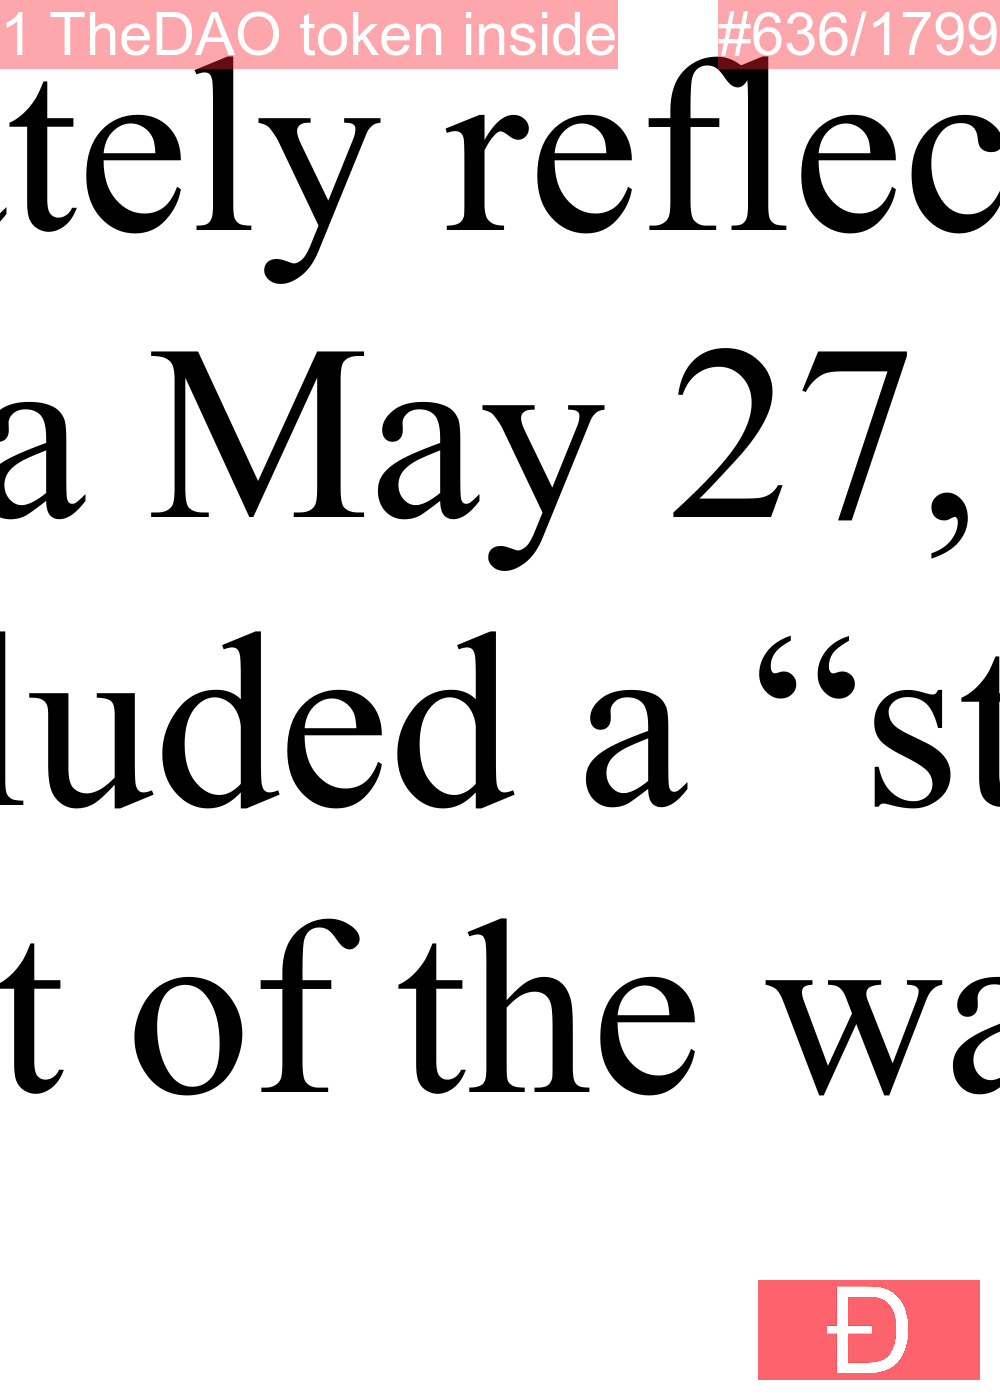 1 TheDAO token inside #636/1799
tely reflec
a May 27,
luded a “st
t of the wa
Đ